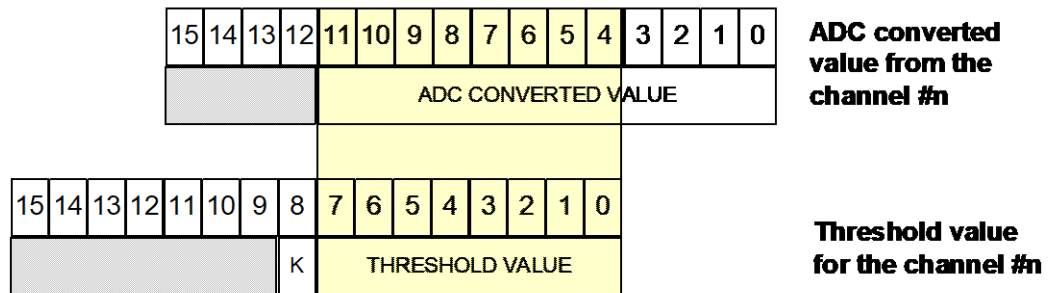 15 14 13 12 11 10 9 8 7 6 5 4 3 2 1 0
ADC CONVERTED VALUE
ADC converted
value from the
channel #n
15 14 13 12 11 10 9 8 7 6 5 4 3 2 1 0
K THRESHOLD VALUE
Threshold value
for the channel #n